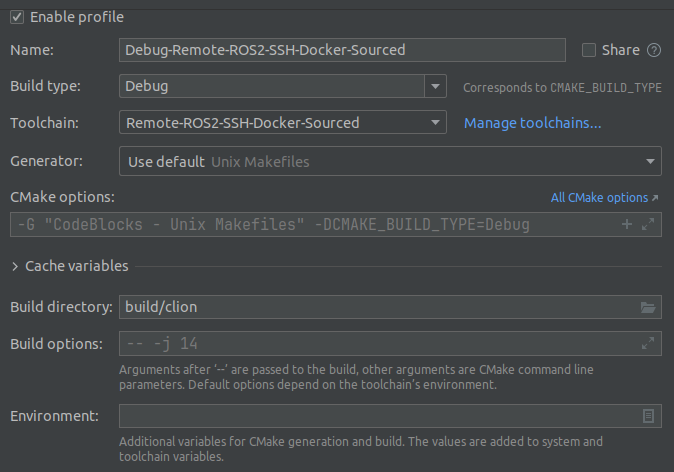 Enable profile
Name: Debug-Remote-ROS2-SSH-Docker-Sourced Share ?
Build type: Debug Corresponds to CMAKE_BUILD_TYPE
Toolchain: Remote-ROS2-SSH-Docker-Sourced Manage toolchains...
Generator: Use default Unix Makefiles
CMake options: All CMake options ↗
-G "CodeBlocks - Unix Makefiles" -DCMAKE_BUILD_TYPE=Debug
Cache variables
Build directory: build/clion
Build options: -- -j 14
Arguments after '--' are passed to the build, other arguments are CMake command line
parameters. Default options depend on the toolchain's environment.
Environment:
Additional variables for CMake generation and build. The values are added to system and
toolchain variables.